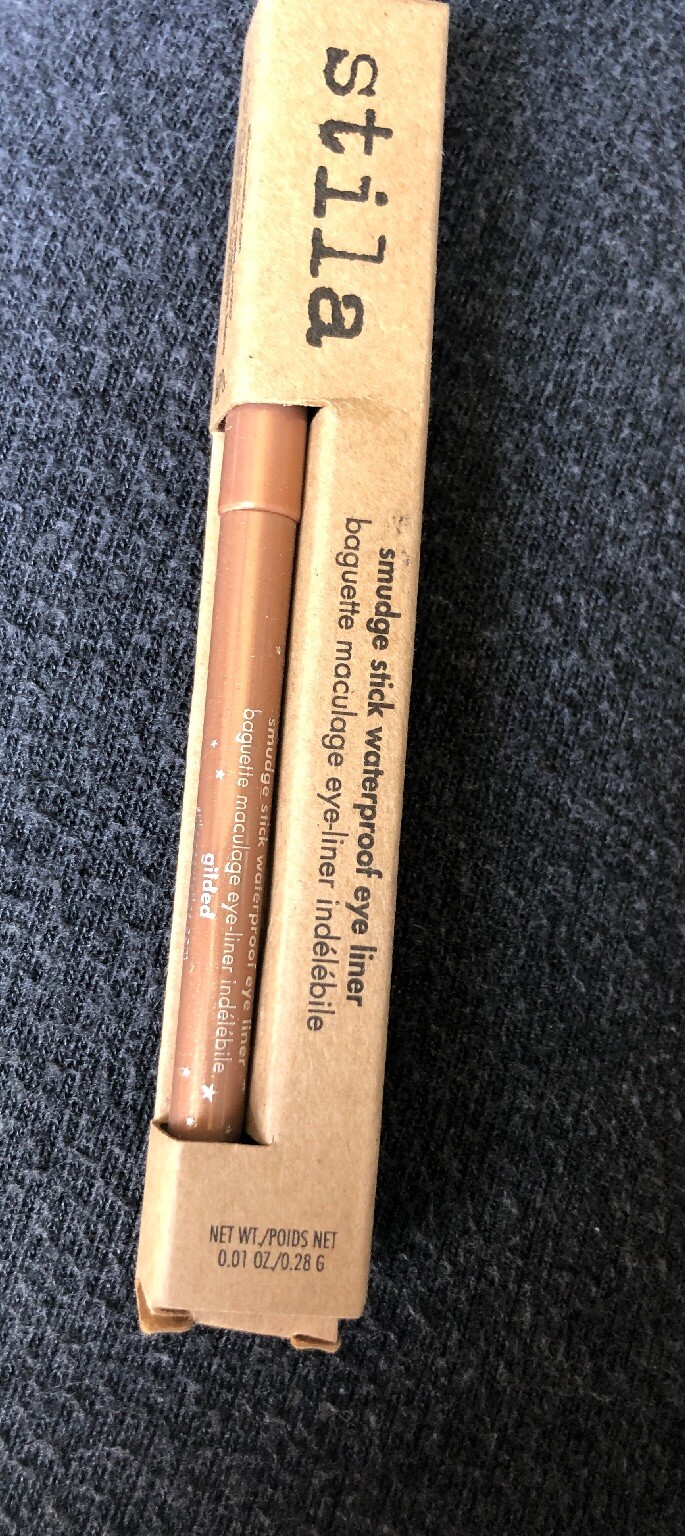 stila
smudge stick waterproof eye liner
baguette maculage eye-liner indélébile
smudge stick waterproof eye liner
baguette maculage eye-liner indélébile
gilded
NET WT./POIDS NET
0.01 OZ./0.28 G